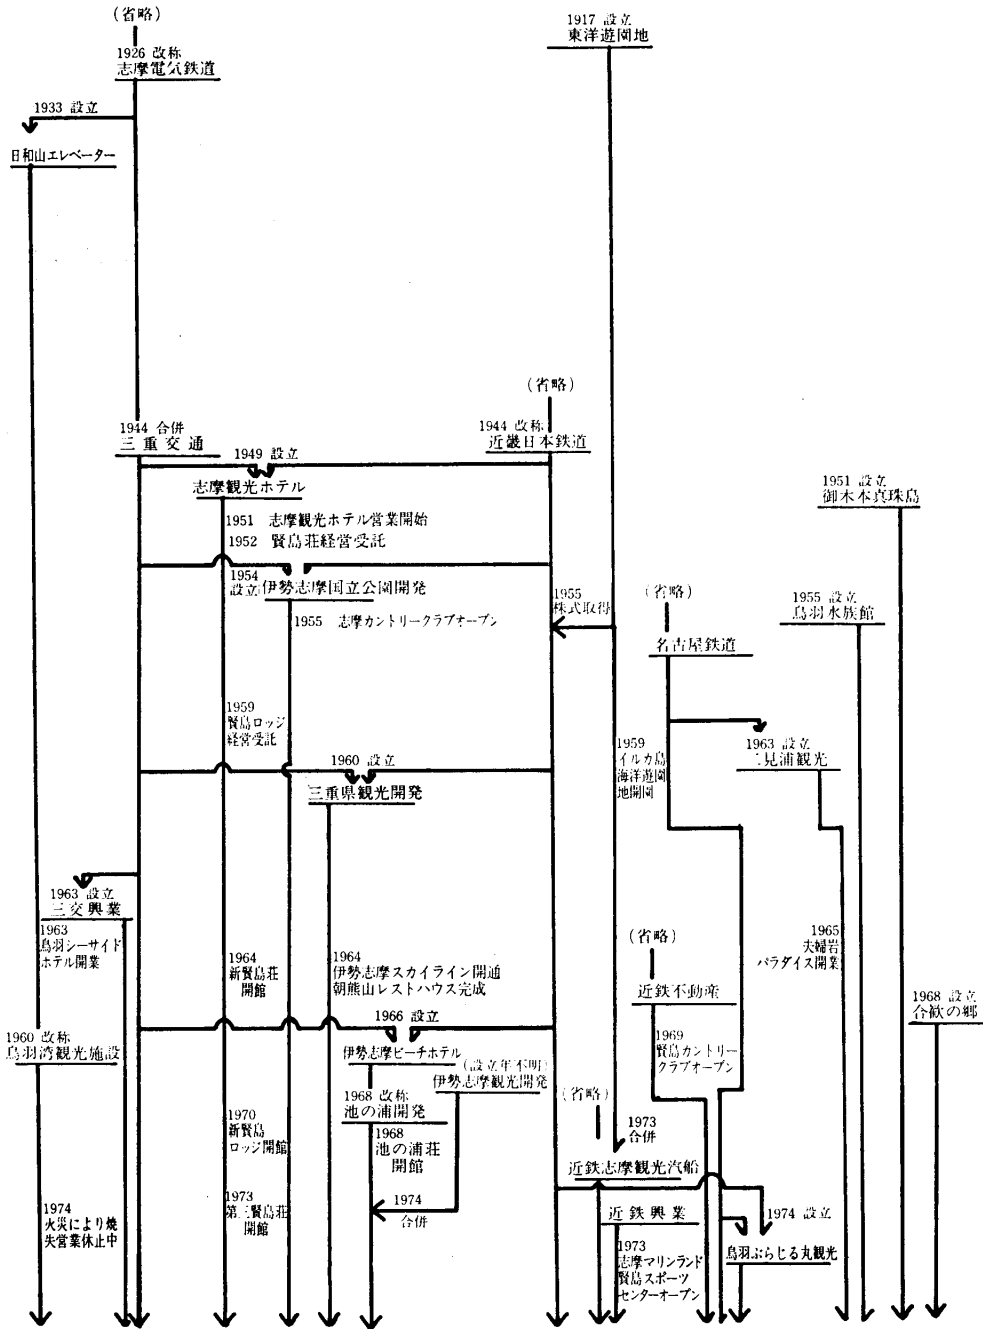 (省略)
1926 改称
志摩電気鉄道
1917 設立
東洋遊園地
1933 設立
日和山エレベーター
(省略)
1944 合併
三重交通
1944 改称
近畿日本鉄道
1949 設立
志摩観光ホテル
1951 志摩観光ホテル営業開始
1952 賢島荘経営受託
1951 設立
御木本真珠島
1954
設立
伊勢志摩国立公園開発
1955 志摩カントリークラブオープン
1955
株式取得
(省略)
名古屋鉄道
1955 設立
鳥羽水族館
1959
賢島ロッジ
経営受託
1960 設立
三重県観光開発
1959
イルカ島
海洋遊園
地開園
1963 設立
二見浦観光
1963 設立
三交興業
1963
鳥羽シーサイド
ホテル開業
1964
新賢島荘
開館
1964
伊勢志摩スカイライン開通
朝熊山レストハウス完成
(省略)
近鉄不動産
1965
夫婦岩
パラダイス開業
1968 設立
合歓の郷
1966 設立
伊勢志摩ビーチホテル
1960 改称
鳥羽湾観光施設
(設立年不明)
伊勢志摩観光開発
1969
賢島カントリー
クラブオープン
1968 改称
池の浦開発
1968
池の浦荘
開館
(省略)
1970
新賢島
ロッジ開館
1973
合併
近鉄志摩観光汽船
1973
第三賢島荘
開館
1974
合併
1974
火災により焼
失営業休止中
近鉄興業
1973
志摩マリンランド
賢島スポーツ
センターオープン
1974 設立
鳥羽ぶらじる丸観光